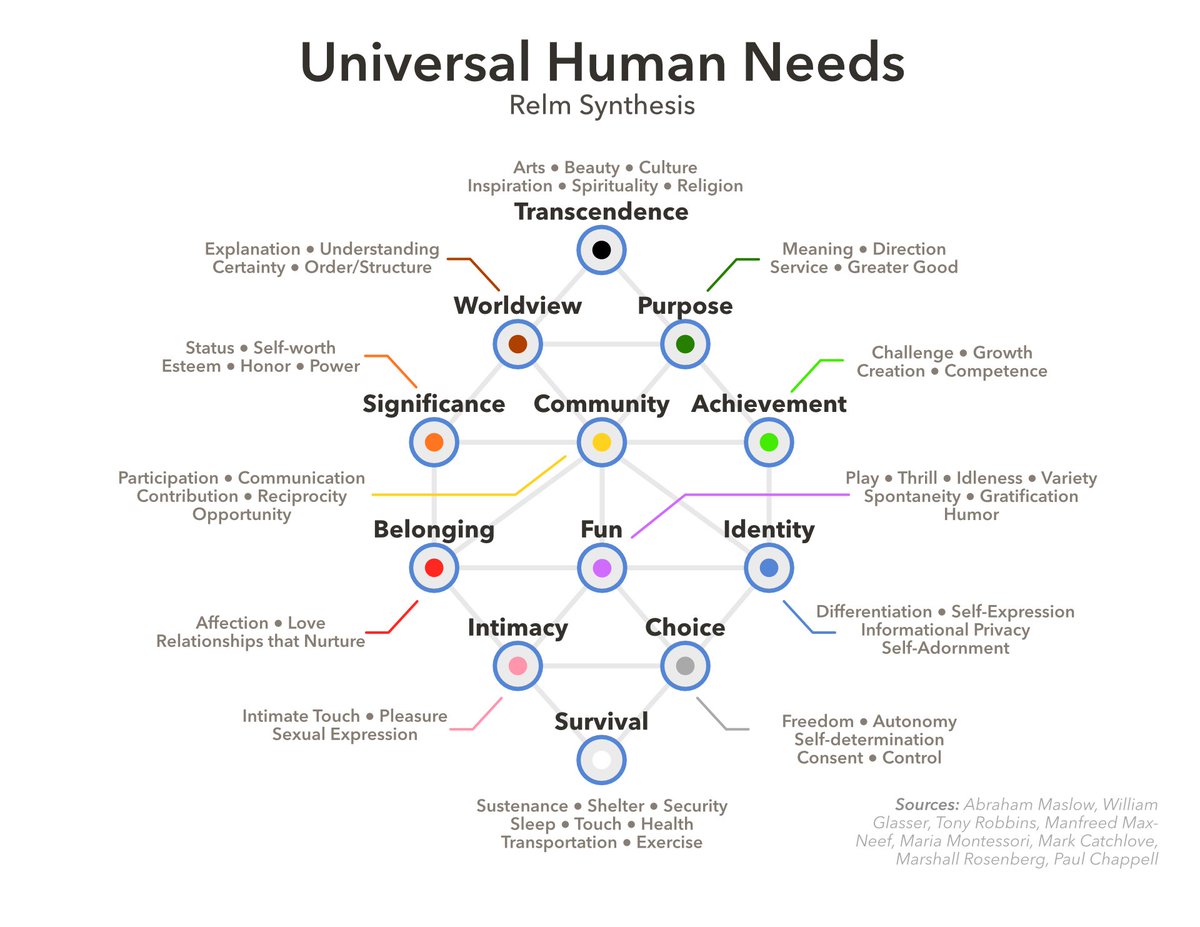 Universal Human Needs
Relm Synthesis
Arts • Beauty • Culture
Inspiration • Spirituality • Religion
Transcendence
Explanation • Understanding
Certainty • Order/Structure
Meaning • Direction
Service • Greater Good
Worldview
Purpose
Status • Self-worth
Esteem • Honor • Power
Challenge • Growth
Creation • Competence
Significance
Community
Achievement
Participation • Communication
Contribution • Reciprocity
Opportunity
Play • Thrill • Idleness • Variety
Spontaneity • Gratification
Humor
Belonging
Fun
Identity
Affection • Love
Relationships that Nurture
Differentiation • Self-Expression
Informational Privacy
Self-Adornment
Intimacy
Choice
Intimate Touch • Pleasure
Sexual Expression
Freedom • Autonomy
Self-determination
Consent • Control
Survival
Sustenance • Shelter • Security
Sleep • Touch • Health
Transportation • Exercise
Sources: Abraham Maslow, William
Glasser, Tony Robbins, Manfreed Max-
Neef, Maria Montessori, Mark Catchlove,
Marshall Rosenberg, Paul Chappell